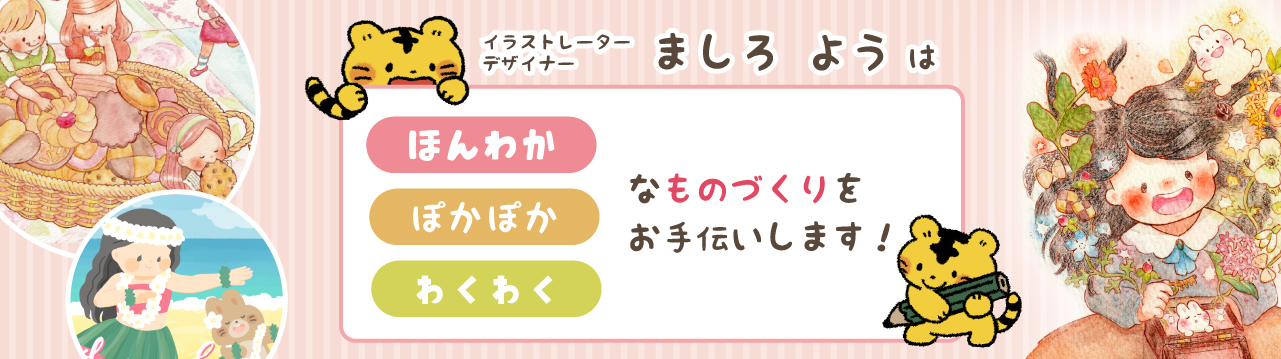 イラストレーター
デザイナー
ましろ ようは
ほんわか
ぽかぽか
わくわく
なものづくりを
お手伝いします！